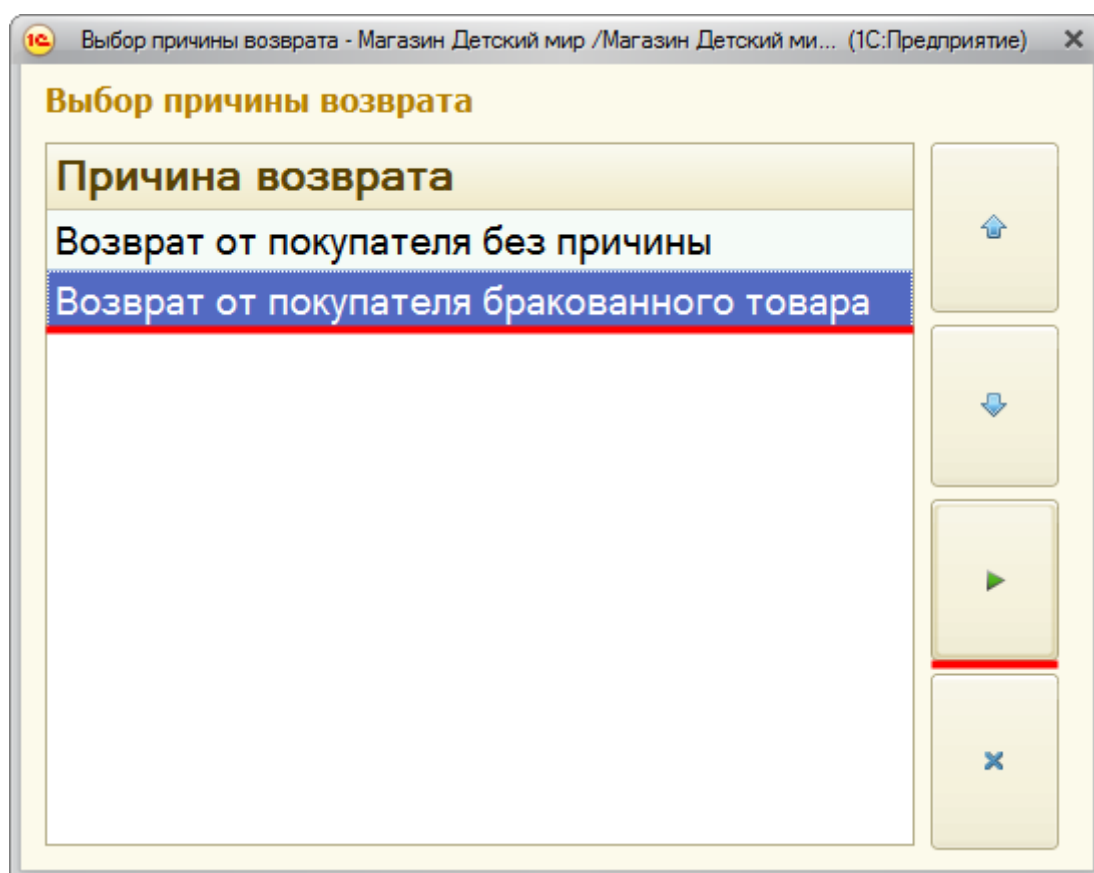 1С Выбор причины возврата - Магазин Детский мир /Магазин Детский ми... (1С:Предприятие)
Выбор причины возврата
Причина возврата
Возврат от покупателя без причины
Возврат от покупателя бракованного товара